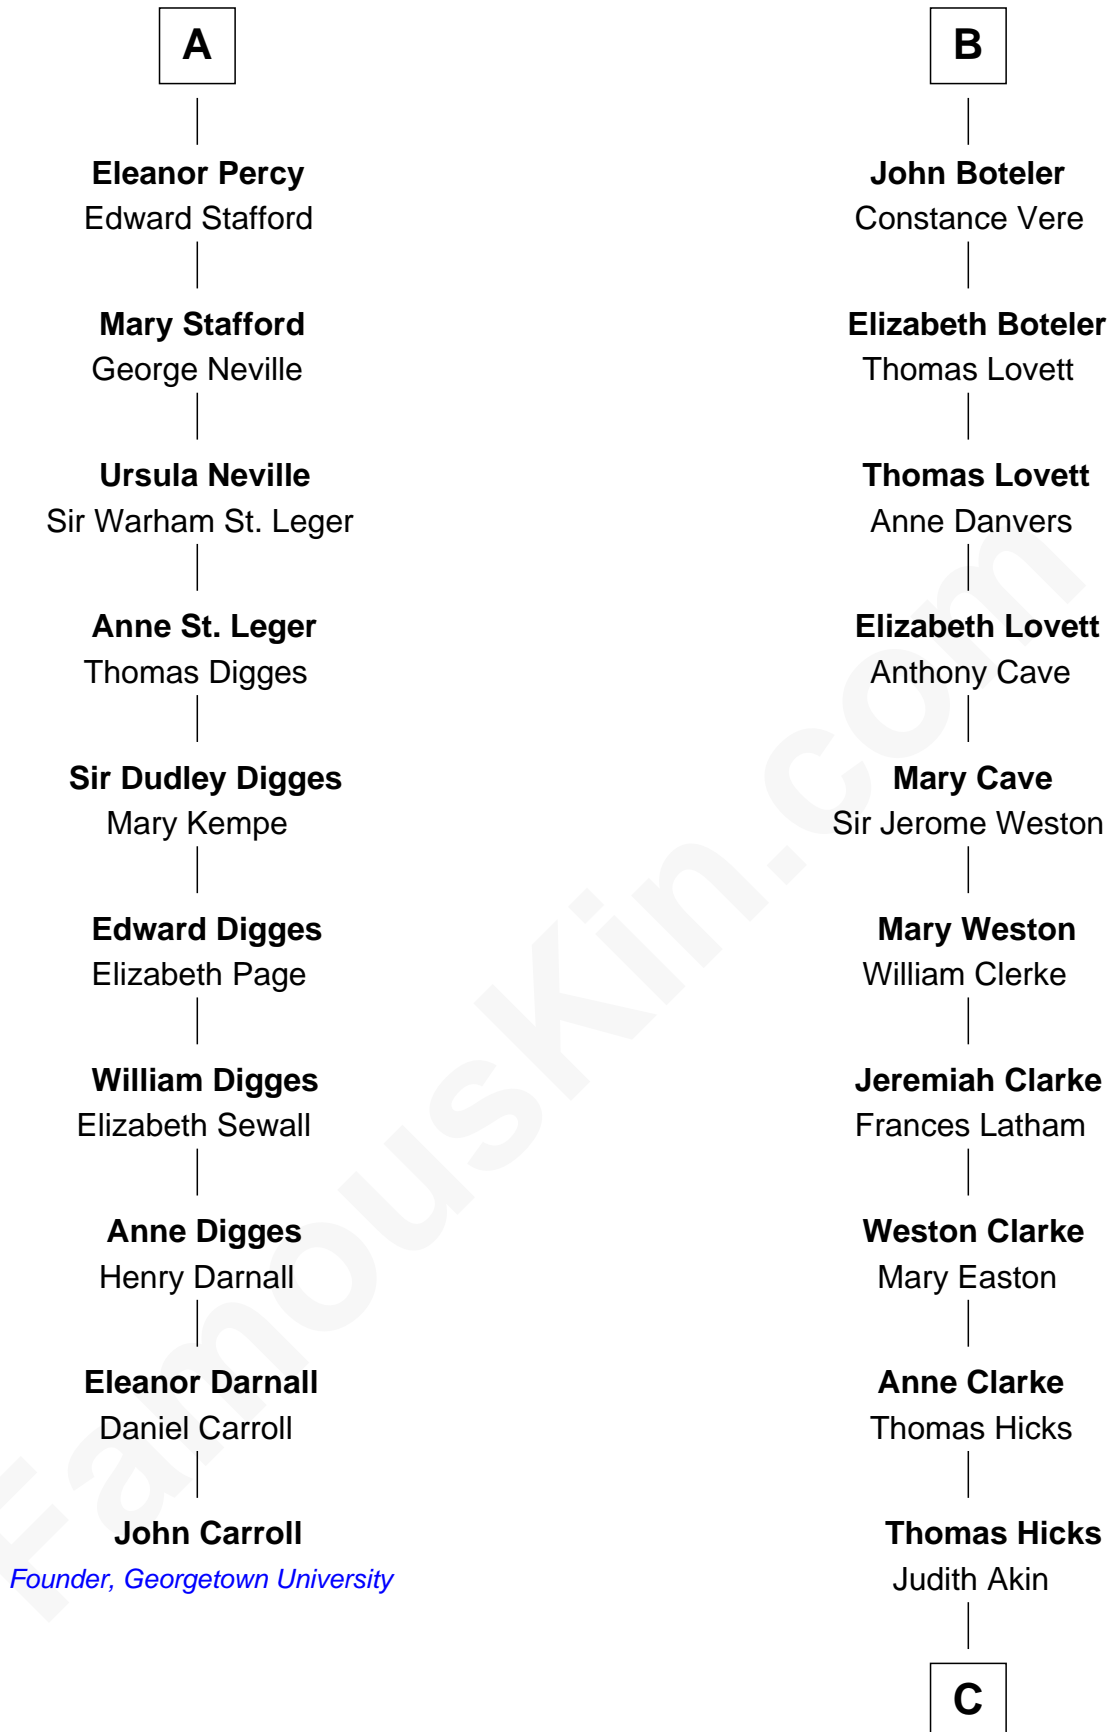 A
Eleanor Percy
Edward Stafford
Mary Stafford
George Neville
Ursula Neville
Sir Warham St. Leger
Anne St. Leger
Thomas Digges
Sir Dudley Digges
Mary Kempe
Edward Digges
Elizabeth Page
William Digges
Elizabeth Sewall
Anne Digges
Henry Darnall
Eleanor Darnall
Daniel Carroll
John Carroll
Founder, Georgetown University
B
John Boteler
Constance Vere
Elizabeth Boteler
Thomas Lovett
Thomas Lovett
Anne Danvers
Elizabeth Lovett
Anthony Cave
Mary Cave
Sir Jerome Weston
Mary Weston
William Clerke
Jeremiah Clarke
Frances Latham
Weston Clarke
Mary Easton
Anne Clarke
Thomas Hicks
Thomas Hicks
Judith Akin
C
FamousKin.com